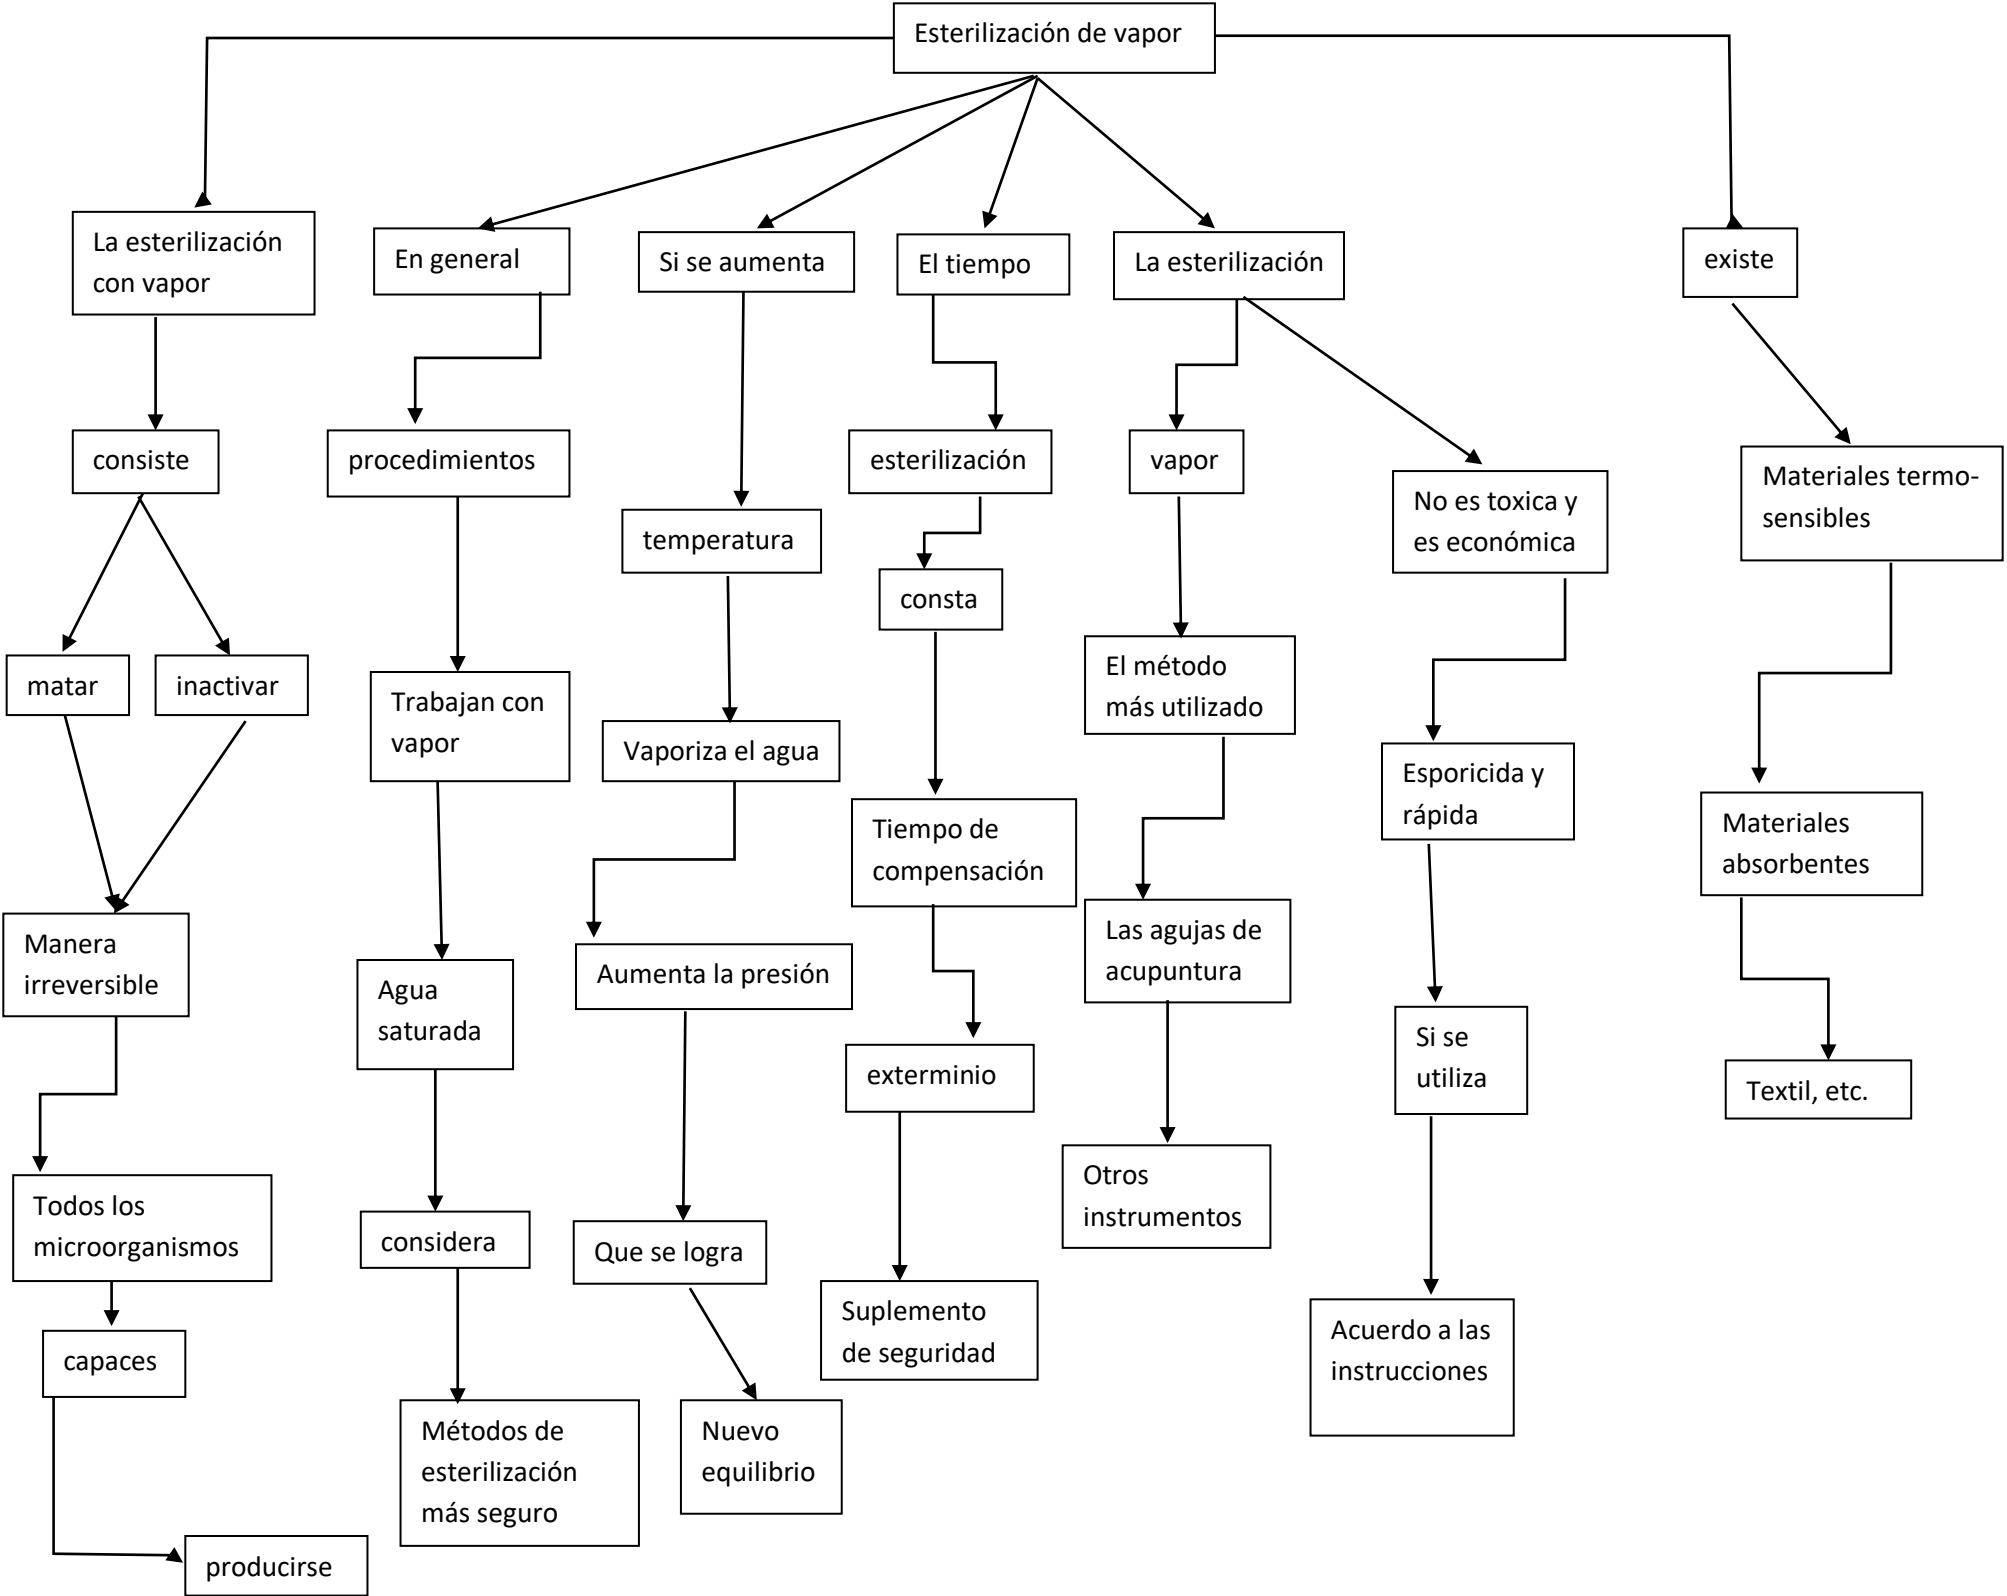 Esterilización de vapor
La esterilización
con vapor
En general
Si se aumenta
El tiempo
La esterilización
existe
consiste
procedimientos
temperatura
esterilización
vapor
No es toxica y
es económica
Materiales termo-
sensibles
consta
matar
inactivar
Trabajan con
vapor
Vaporiza el agua
El método
más utilizado
Esporicida y
rápida
Tiempo de
compensación
Materiales
absorbentes
Manera
irreversible
Agua
saturada
Aumenta la presión
Las agujas de
acupuntura
Si se
utiliza
exterminio
Textil, etc.
Todos los
microorganismos
considera
Que se logra
Otros
instrumentos
Suplemento
de seguridad
Acuerdo a las
instrucciones
capaces
Métodos de
esterilización
más seguro
Nuevo
equilibrio
producirse